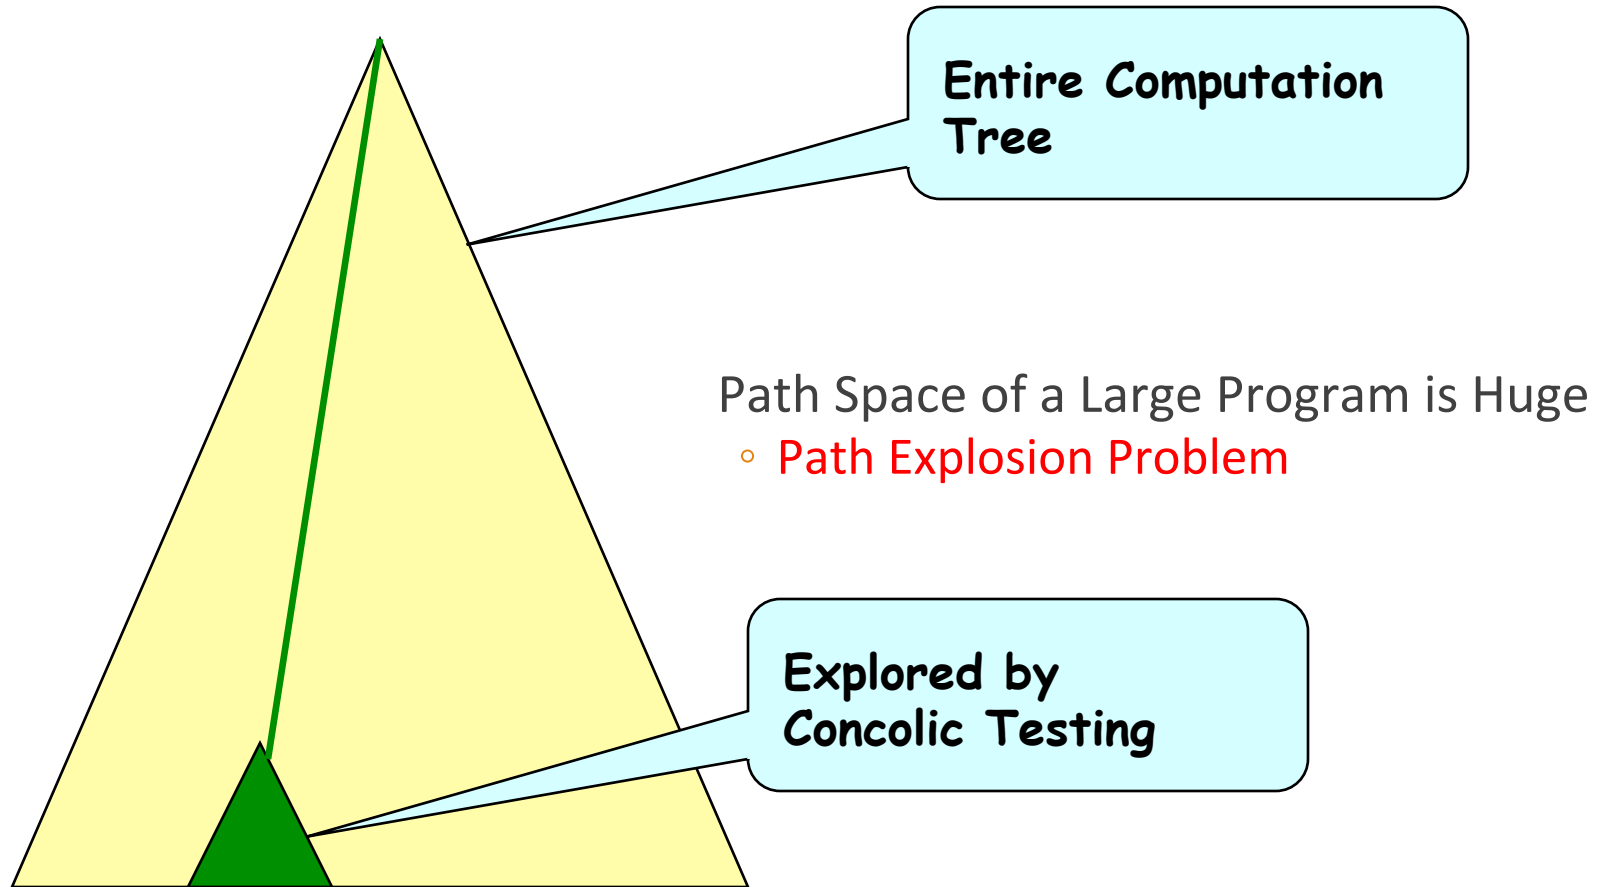 Entire Computation
Tree
Path Space of a Large Program is Huge
◦ Path Explosion Problem
Explored by
Concolic Testing